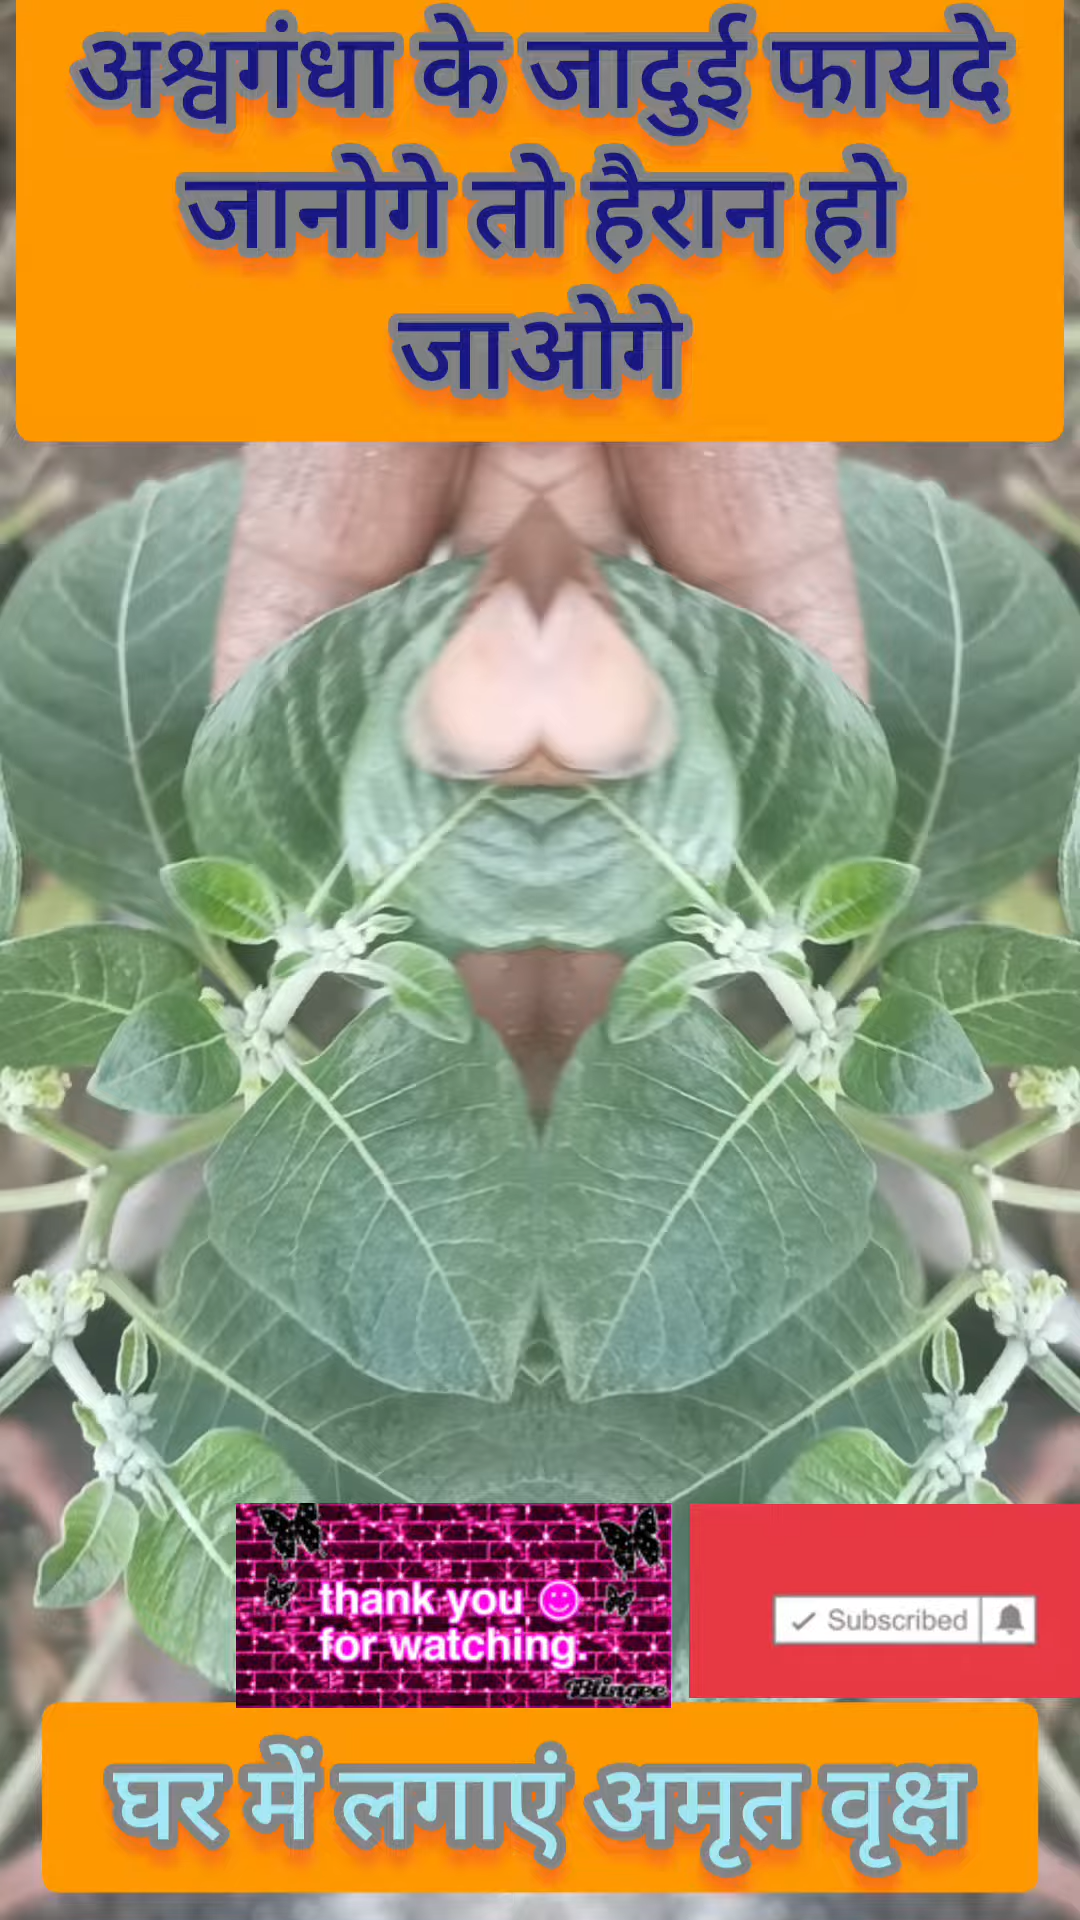 अश्वगंधा के जादुई फायदे
जानोगे तो हैरान हो
जाओगे
thank you
for watching.
Blingee
Subscribed
घर में लगाएं अमृत वृक्ष